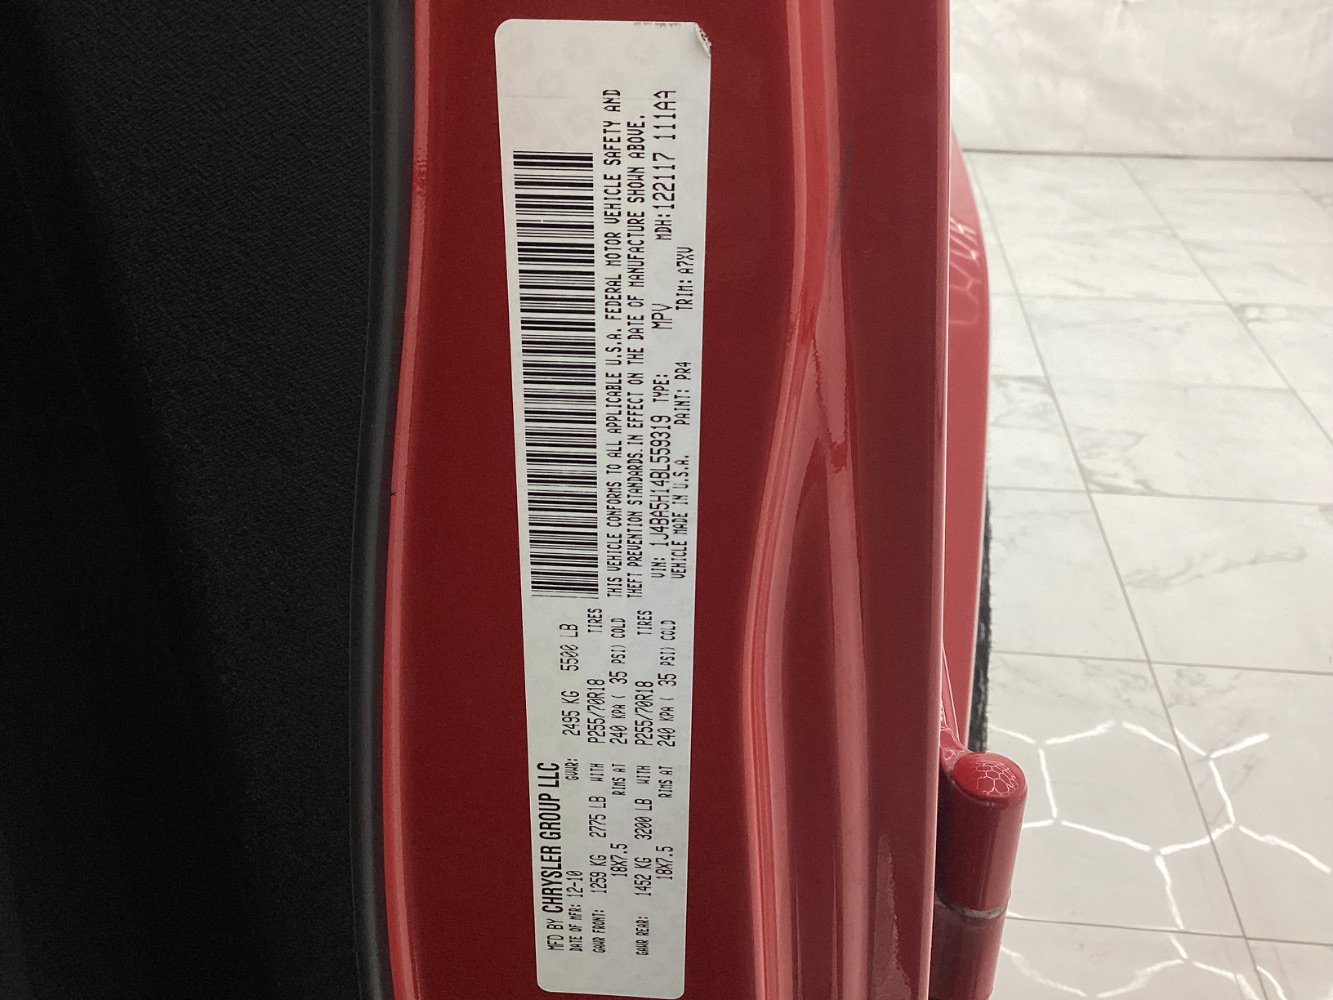 MFD BY CHRYSLER GROUP LLC
DATE OF MFR: 12-10 GVWR: 2495 KG 5500 LB
GAWR FRONT: 1259 KG 2775 LB WITH P255/70R18 TIRES
18X7.5 RIMS AT 240 KPA ( 35 PSI) COLD
GAWR REAR: 1452 KG 3200 LB WITH P255/70R18 TIRES
18X7.5 RIMS AT 240 KPA ( 35 PSI) COLD
THIS VEHICLE CONFORMS TO ALL APPLICABLE U.S.A. FEDERAL MOTOR VEHICLE SAFETY AND
THEFT PREVENTION STANDARDS IN EFFECT ON THE DATE OF MANUFACTURE SHOWN ABOVE.
VIN: 1J4BA5H14BL559319 TYPE: MPV MDH: 122117 111AA
VEHICLE MADE IN U.S.A. PAINT: PR4 TRIM: A7XV